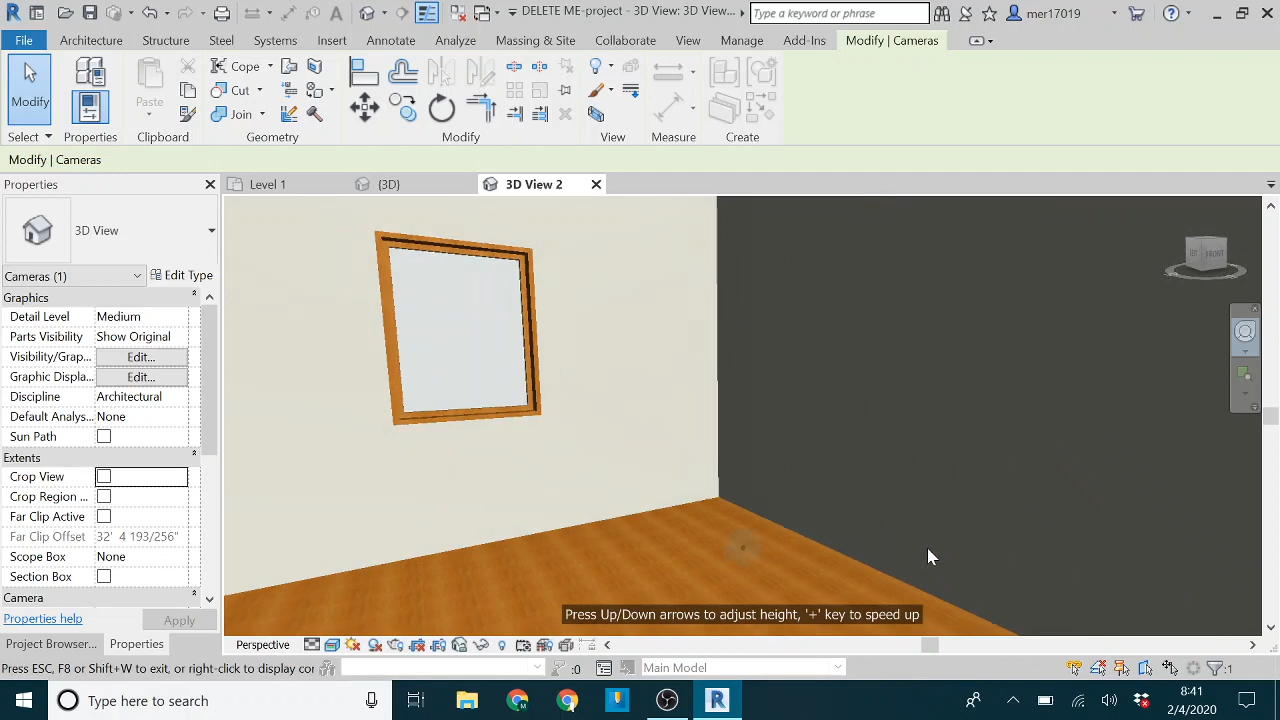 DELETE ME-project - 3D View: 3D View...
Type a keyword or phrase
mer17019
File
Architecture
Structure
Steel
Systems
Insert
Annotate
Analyze
Massing & Site
Collaborate
View
Manage
Add-Ins
Modify | Cameras
Modify
Paste
Cope
Cut
Join
Select
Properties
Clipboard
Geometry
Modify
View
Measure
Create
Modify | Cameras
Properties
Level 1
{3D}
3D View 2
3D View
FRONT
Cameras (1)
Edit Type
Graphics
Detail Level Medium
Parts Visibility Show Original
Visibility/Grap... Edit...
Graphic Displa... Edit...
Discipline Architectural
Default Analys... None
Sun Path
Extents
Crop View
Crop Region ...
Far Clip Active
Far Clip Offset 32' 4 193/256"
Scope Box None
Section Box
Camera
Properties help
Apply
Press Up/Down arrows to adjust height, '+' key to speed up
Project Browser...
Properties
Perspective
Press ESC, F8 or Shift+W to exit, or right-click to display cor
:0
Main Model
:1
Type here to search
8:41
2/4/2020